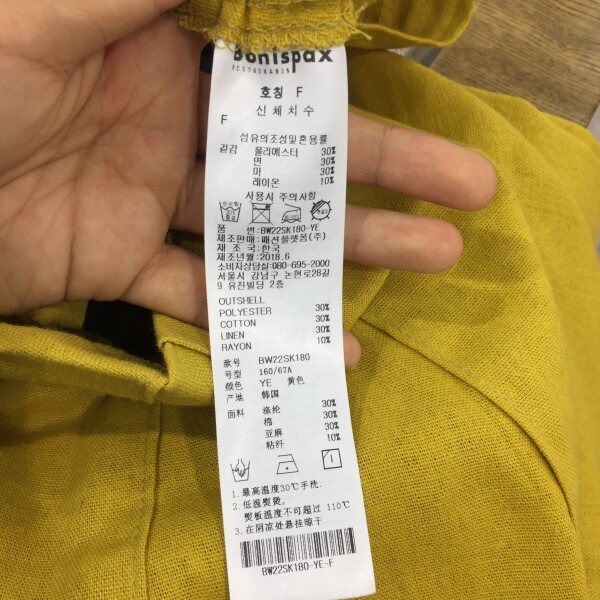 Bonispax
호칭 F
신체치수
F
섬유의조성및혼용률
겉감 폴리에스터 30%
면 30%
마 30%
레이온 10%
사용시 주의사항
품 번:BW22SK180-YE
제조판매:패션플랫폼(주)
제 조 국:한국
제조년월:2018.6
소비자상담실:080-695-2000
서울시 강남구 논현로28길
9 유진빌딩 2층
OUTSHELL
POLYESTER 30%
COTTON 30%
LINEN 30%
RAYON 10%
款号 BW22SK180
号型 160/67A
颜色 YE 黄色
产地 韩国
面料 涤纶 30%
棉 30%
亚麻 30%
粘纤 10%
1.最高温度30℃手洗.
2.低温熨烫,
熨板温度不可超过 110℃
3.在阴凉处悬挂晾干
BW22SK180-YE-F